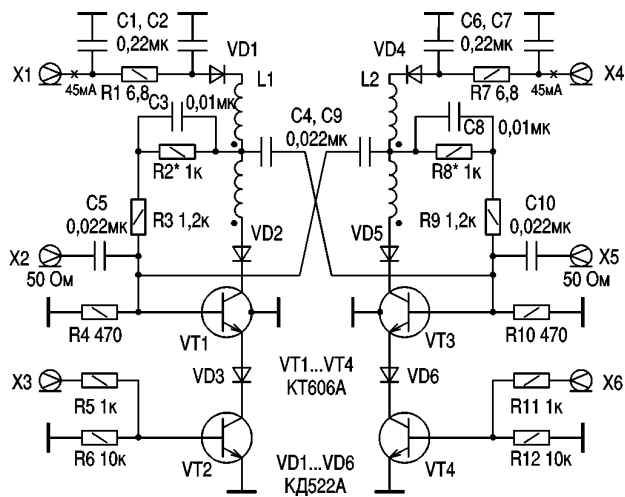 C1, C2
0,22мк
C6, C7
0,22мк
X1
VD1
VD4
X4
45мА
R1 6,8
L1
L2
R7 6,8
45мА
C3
0,01мк
C4, C9
0,022мк
C8
0,01мк
R2* 1к
R8* 1к
C5
0,022мк
R3 1,2к
R9 1,2к
C10
0,022мк
X2
VD2
VD5
X5
50 Ом
50 Ом
R4 470
VT1
VT3
R10 470
X3
VD3
VT1...VT4
КТ606А
VD6
X6
R5 1к
R11 1к
R6 10к
VT2
VD1...VD6
КД522А
VT4
R12 10к